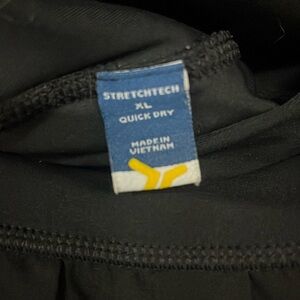 STRETCHTECH
XL
QUICK DRY
MADE IN
VIETNAM